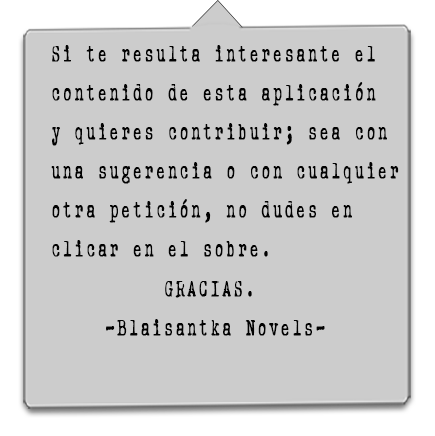 Si te resulta interesante el
contenido de esta aplicación
y quieres contribuir; sea con
una sugerencia o con cualquier
otra petición, no dudes en
clicar en el sobre.
GRACIAS.
-Blaisantka Novels-